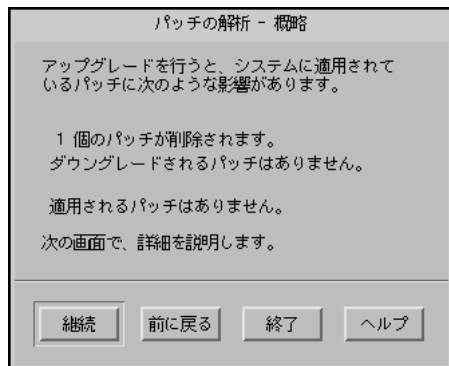 パッチの解析 - 概略
アップグレードを行うと、システムに適用されて
いるパッチに次のような影響があります。
1 個のパッチが削除されます。
ダウングレードされるパッチはありません。
適用されるパッチはありません。
次の画面で、詳細を説明します。
継続 前に戻る 終了 ヘルプ